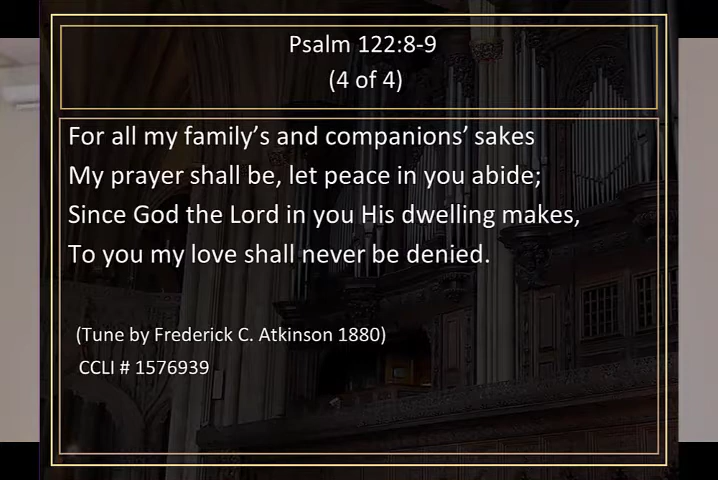 Psalm 122:8-9
(4 of 4)
For all my family’s and companions’ sakes
My prayer shall be, let peace in you abide;
Since God the Lord in you His dwelling makes,
To you my love shall never be denied.
(Tune by Frederick C. Atkinson 1880)
CCLI # 1576939